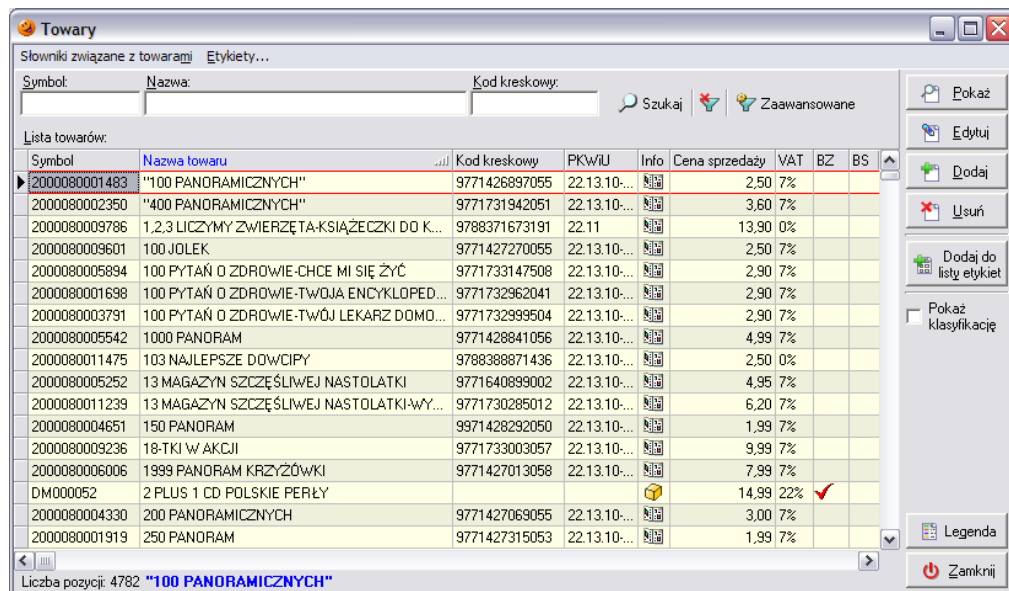 Towary
Słowniki związane z towarami Etykiety...
Symbol: Nazwa: Kod kreskowy:
Szukaj Zaawansowane
Lista towarów:
Symbol Nazwa towaru Kod kreskowy PKWiU Info Cena sprzedaży VAT BZ BS
2000080001483 "100 PANORAMICZNYCH" 9771426897055 22.13.10-... 2,50 7%
2000080002350 "400 PANORAMICZNYCH" 9771731942051 22.13.10-... 3,60 7%
2000080009786 1,2,3 LICZYMY ZWIERZĘTA-KSIĄŻECZKI DO K... 9788371673191 22.11 13,90 0%
2000080009601 100 JOLEK 9771427270055 22.13.10-... 2,50 7%
2000080005894 100 PYTAŃ O ZDROWIE-CHCE MI SIĘ ŻYĆ 9771733147508 22.13.10-... 2,90 7%
2000080001698 100 PYTAŃ O ZDROWIE-TWOJA ENCYKLOPED... 9771732962041 22.13.10-... 2,90 7%
2000080003791 100 PYTAŃ O ZDROWIE-TWÓJ LEKARZ DOMO... 9771732999504 22.13.10-... 2,90 7%
2000080005542 1000 PANORAM 9771428841056 22.13.10-... 4,99 7%
2000080011475 103 NAJLEPSZE DOWCIPY 9788388871436 22.13.10-... 2,50 0%
2000080005252 13 MAGAZYN SZCZĘŚLIWEJ NASTOLATKI 9771640899002 22.13.10-... 4,95 7%
2000080011239 13 MAGAZYN SZCZĘŚLIWEJ NASTOLATKI-WY... 9771730285012 22.13.10-... 6,20 7%
2000080004651 150 PANORAM 9971428292050 22.13.10-... 1,99 7%
2000080009236 18-TKI W AKCJI 9771733003057 22.13.10-... 9,99 7%
2000080006006 1999 PANORAM KRZYŻÓWKI 9771427013058 22.13.10-... 7,99 7%
DM000052 2 PLUS 1 CD POLSKIE PERŁY 14,99 22%
2000080004330 200 PANORAMICZNYCH 9771427069055 22.13.10-... 3,00 7%
2000080001919 250 PANORAM 9771427315053 22.13.10-... 1,99 7%
Liczba pozycji: 4782 "100 PANORAMICZNYCH"
Pokaż
Edytuj
Dodaj
Usuń
Dodaj do
listy etykiet
Pokaż
klasyfikację
Legenda
Zamknij